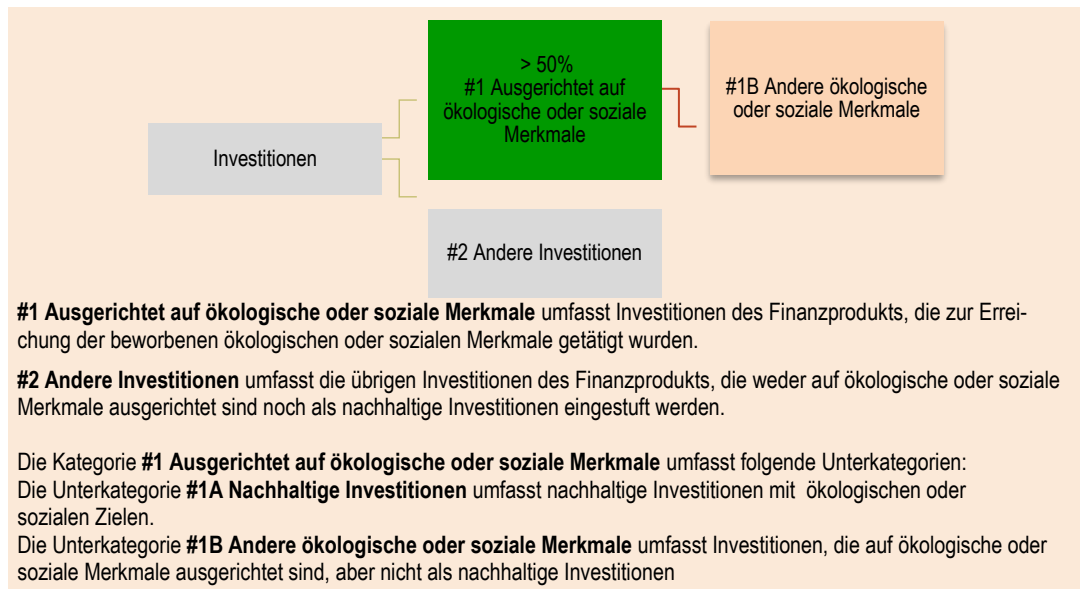 > 50%
#1 Ausgerichtet auf
ökologische oder soziale
Merkmale
#1B Andere ökologische
oder soziale Merkmale
Investitionen
#2 Andere Investitionen
#1 Ausgerichtet auf ökologische oder soziale Merkmale umfasst Investitionen des Finanzprodukts, die zur Errei-
chung der beworbenen ökologischen oder sozialen Merkmale getätigt wurden.
#2 Andere Investitionen umfasst die übrigen Investitionen des Finanzprodukts, die weder auf ökologische oder soziale
Merkmale ausgerichtet sind noch als nachhaltige Investitionen eingestuft werden.
Die Kategorie #1 Ausgerichtet auf ökologische oder soziale Merkmale umfasst folgende Unterkategorien:
Die Unterkategorie #1A Nachhaltige Investitionen umfasst nachhaltige Investitionen mit ökologischen oder
sozialen Zielen.
Die Unterkategorie #1B Andere ökologische oder soziale Merkmale umfasst Investitionen, die auf ökologische oder
soziale Merkmale ausgerichtet sind, aber nicht als nachhaltige Investitionen